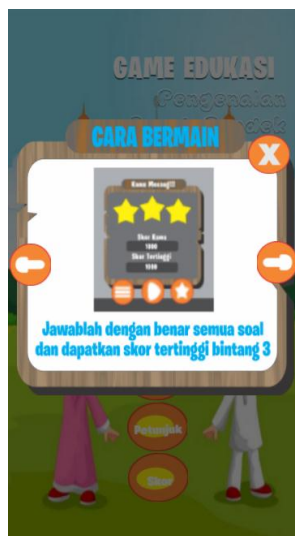 GAME EDUKASI
Pengenalan
CARA BERMAIN
X
Kamu Menang!!!
Skor Kamu
1000
Skor Tertinggi
1000
Jawablah dengan benar semua soal
dan dapatkan skor tertinggi bintang 3
Petunjuk
Skor